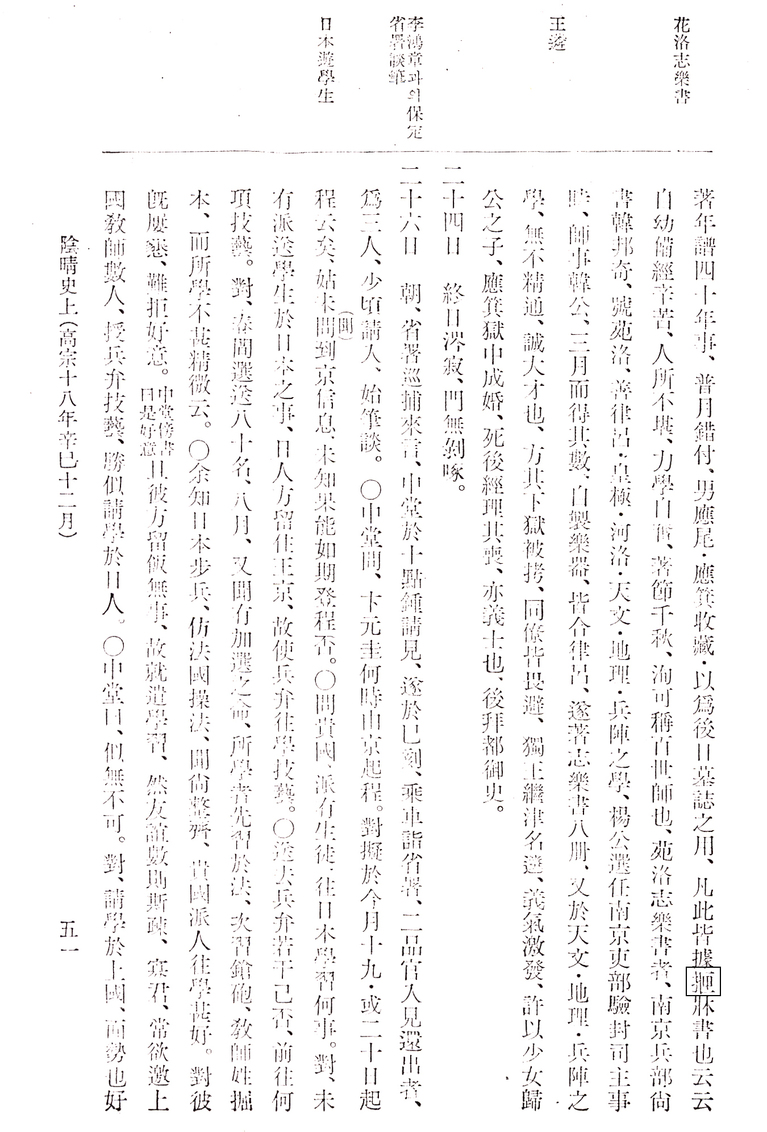 花洛志樂書
王遴
李鴻章과의保定
省署談筆
日本遊學生
著年譜四十年事、普月錯付、男應尾·應箕收藏·以爲後日墓誌之用、凡此皆據 牀書也云云
自幼備經辛苦、人所不堪、力學自奮、著節千秋、洵可稱百世師也、苑洛志樂書者、南京兵部尙
書韓邦奇、號苑洛、善律呂·皇極·河洛·天文·地理·兵陣之學、楊公選任南京吏部驗封司主事
時、師事韓公、三月而得其數、自製樂器、皆合律呂、遂著志樂書八冊、又於天文·地理·兵陣之
學、無不精通、誠大才也、方其下獄被拷、同僚皆畏避、獨王繼津名遴、義氣激發、許以少女歸
公之子、應箕獄中成婚、死後經理其喪、亦義士也、後拜都御史。
二十四日 終日涔寂、門無剝啄。
二十六日 朝、省署巡捕來言、中堂於十點鍾請見、遂於巳刻、乘車詣省署、二品官入見還出者、
爲三人、少頃請入、始筆談。〇中堂問、卞元圭何時由京起程。對擬於今月十九·或二十日起
程云矣、姑未問到京信息、未知果能如期登程否。〇問貴國、派有生徒、往日本學習何事。對、未
(聞)
有派送學生於日本之事、日人方留住王京、故使兵弁往學技藝。〇送去兵弁若干已否、前往何
項技藝。對、春間選送八十名、八月、又聞有加選之命、所學者先習於法、次習鎗砲、敎師姓掘
本、而所學不甚精微云。〇余知日本步兵、仿法國操法、聞尙整齊、貴國派人往學甚好。對彼
旣屢懇、難拒好意。中堂傍書曰是好意且彼方留伋無事、故就遣學習、然友誼數斯疎、寡君、常欲邀上
國敎師數人、授兵弁技藝、勝似請學於日人。〇中堂曰、似無不可。對、請學於上國、面勢也好
陰晴史上(高宗十八年辛巳十二月)
五一